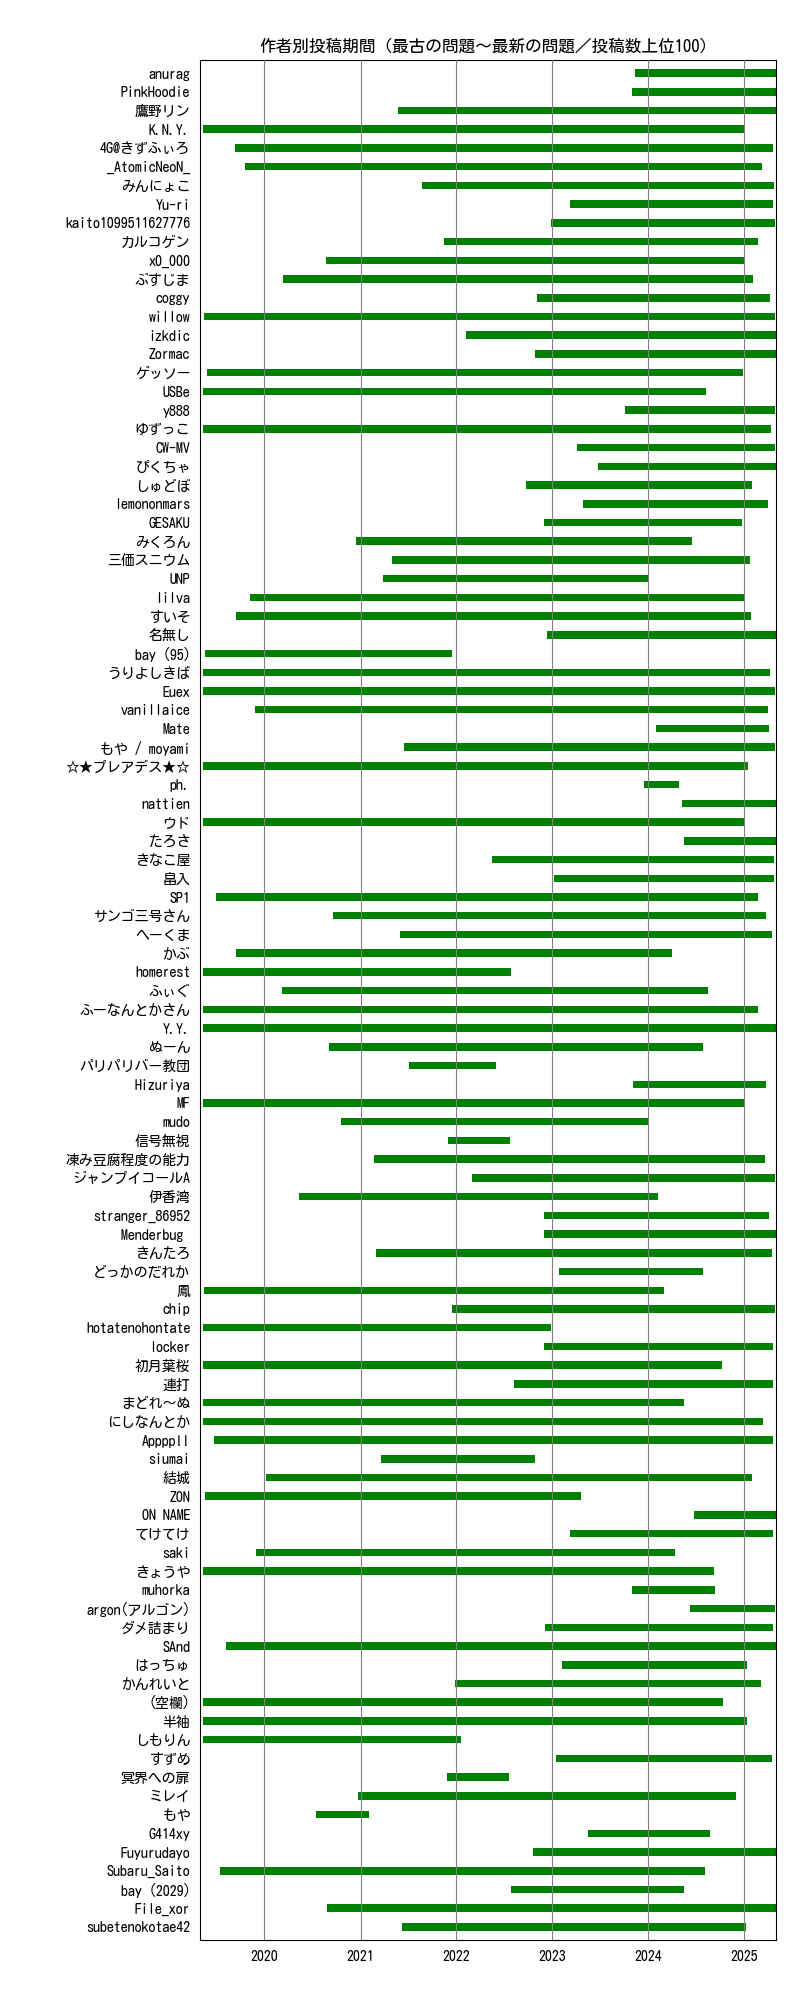 作者別投稿期間（最古の問題～最新の問題／投稿数上位100）
anurag
PinkHoodie
鷹野リン
K.N.Y.
4G@きずふぃろ
_AtomicNeoN_
みんにょこ
Yu-ri
kaito1099511627776
カルコゲン
x0_000
ぶすじま
coggy
willow
izkdic
Zormac
ゲッソー
USBe
y888
ゆずっこ
CW-MV
ぴくちゃ
しゅどぼ
lemononmars
GESAKU
みくろん
三価スニウム
UNP
lilva
すいそ
名無し
bay (95)
うりよしきば
Euex
vanillaice
Mate
もや / moyami
☆★プレアデス★☆
ph.
nattien
ウド
たろさ
きなこ屋
畠入
SP1
サンゴ三号さん
へーくま
かぶ
homerest
ふぃぐ
ふーなんとかさん
Y.Y.
ぬーん
パリパリバー教団
Hizuriya
MF
mudo
信号無視
凍み豆腐程度の能力
ジャンプイコールA
伊香湾
stranger_86952
Menderbug
きんたろ
どっかのだれか
鳳
chip
hotatenohontate
locker
初月葉桜
連打
まどれ～ぬ
にしなんとか
Appppll
siumai
結城
ZON
ON NAME
てけてけ
saki
きょうや
muhorka
argon(アルゴン)
ダメ詰まり
SAnd
はっちゅ
かんれいと
(空欄)
半袖
しもりん
すずめ
冥界への扉
ミレイ
もや
G414xy
Fuyurudayo
Subaru_Saito
bay (2029)
File_xor
subetenokotae42
2020 2021 2022 2023 2024 2025